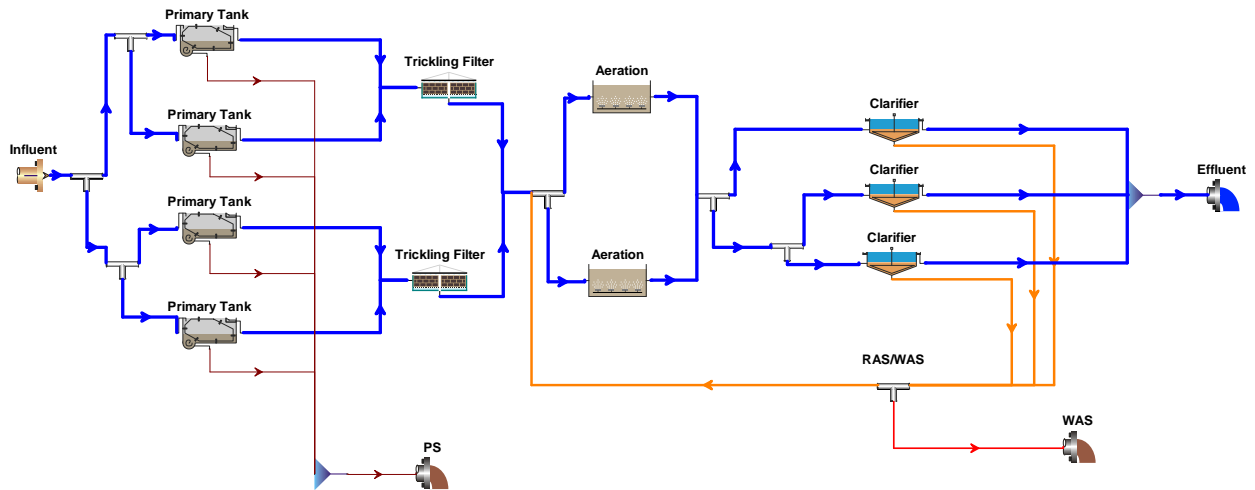 Primary Tank
Trickling Filter
Aeration
Primary Tank
Clarifier
Influent
Clarifier
Effluent
Primary Tank
Clarifier
Trickling Filter
Aeration
Primary Tank
RAS/WAS
WAS
PS